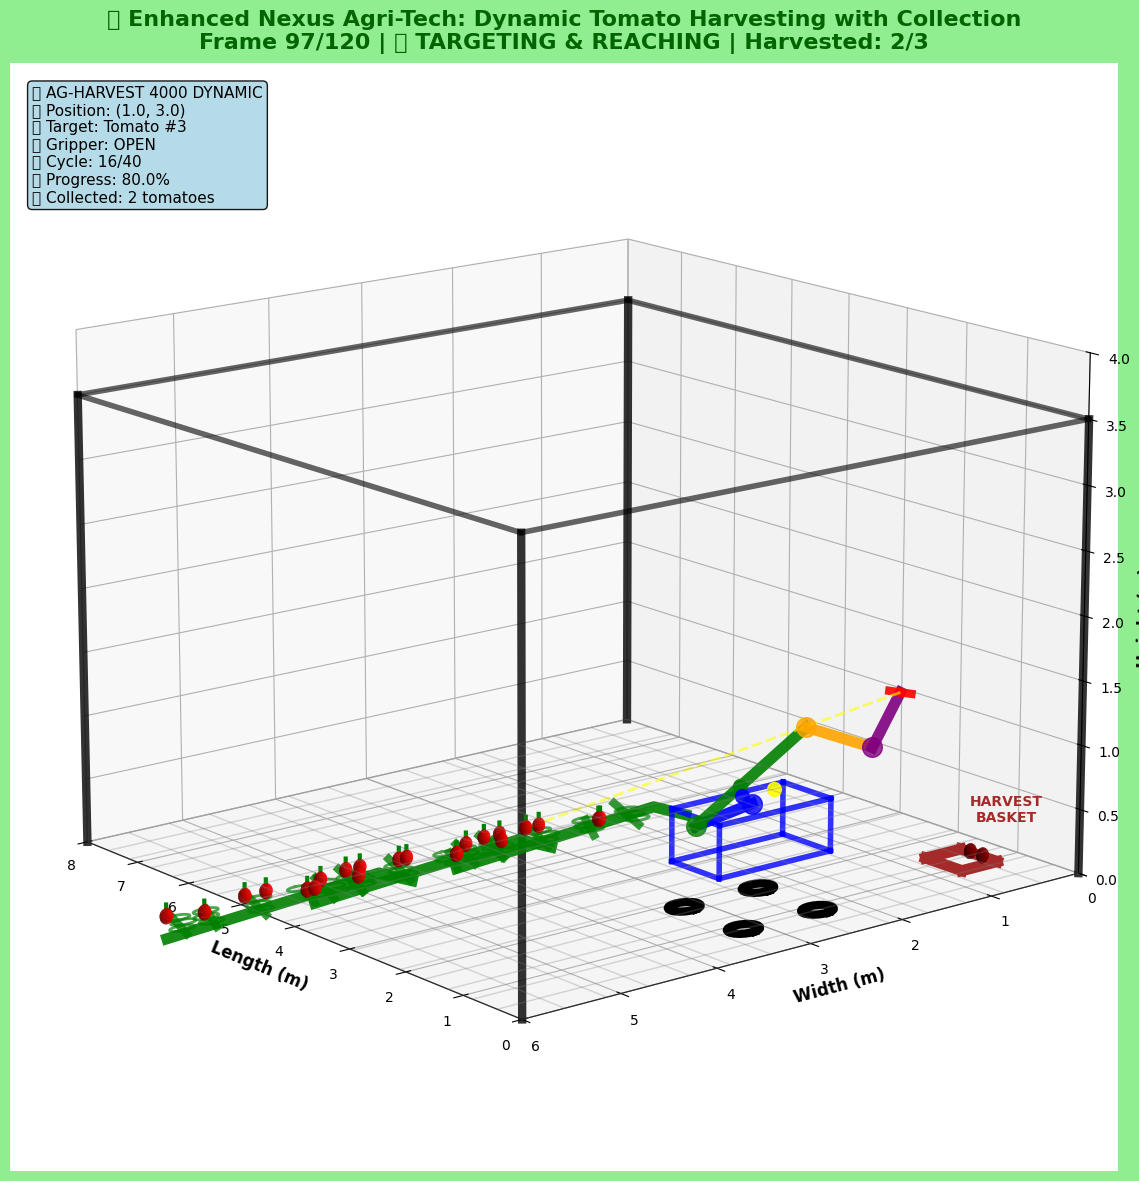 Enhanced Nexus Agri-Tech: Dynamic Tomato Harvesting with Collection
Frame 97/120 | TARGETING & REACHING | Harvested: 2/3
AG-HARVEST 4000 DYNAMIC
Position: (1.0, 3.0)
Target: Tomato #3
Gripper: OPEN
Cycle: 16/40
Progress: 80.0%
Collected: 2 tomatoes
4.0
3.5
3.0
2.5
2.0
1.5
1.0
0.5
0.0
HARVEST
BASKET
8
7
6
5
4
3
2
1
0
Length (m)
6
5
4
3
2
1
0
Width (m)